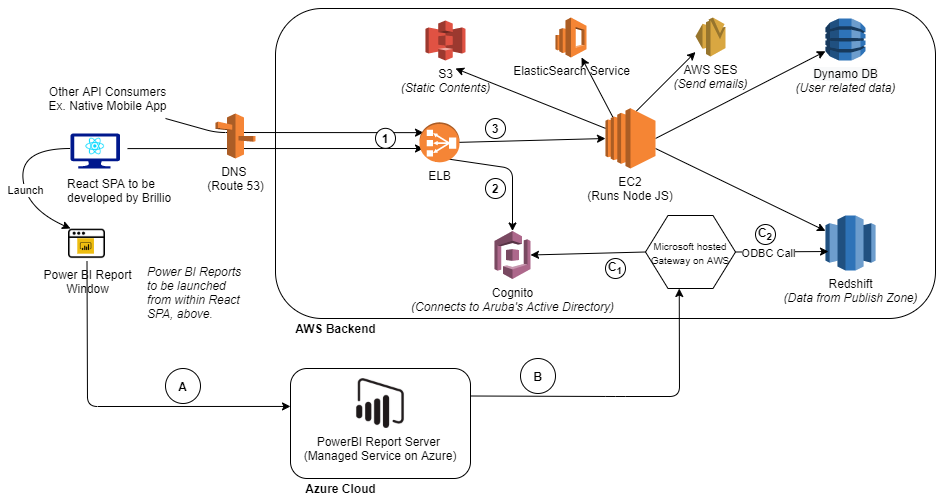 S3
(Static Contents)
ElasticSearch Service
AWS SES
(Send emails)
Dynamo DB
(User related data)
Other API Consumers
Ex. Native Mobile App
1
3
DNS
(Route 53)
ELB
2
EC2
(Runs Node JS)
React SPA to be
developed by Brillio
Launch
Power BI Report
Window
Power BI Reports
to be launched
from within React
SPA, above.
Cognito
(Connects to Aruba's Active Directory)
C1
Microsoft hosted
Gateway on AWS
C2
ODBC Call
Redshift
(Data from Publish Zone)
AWS Backend
A
B
PowerBI Report Server
(Managed Service on Azure)
Azure Cloud